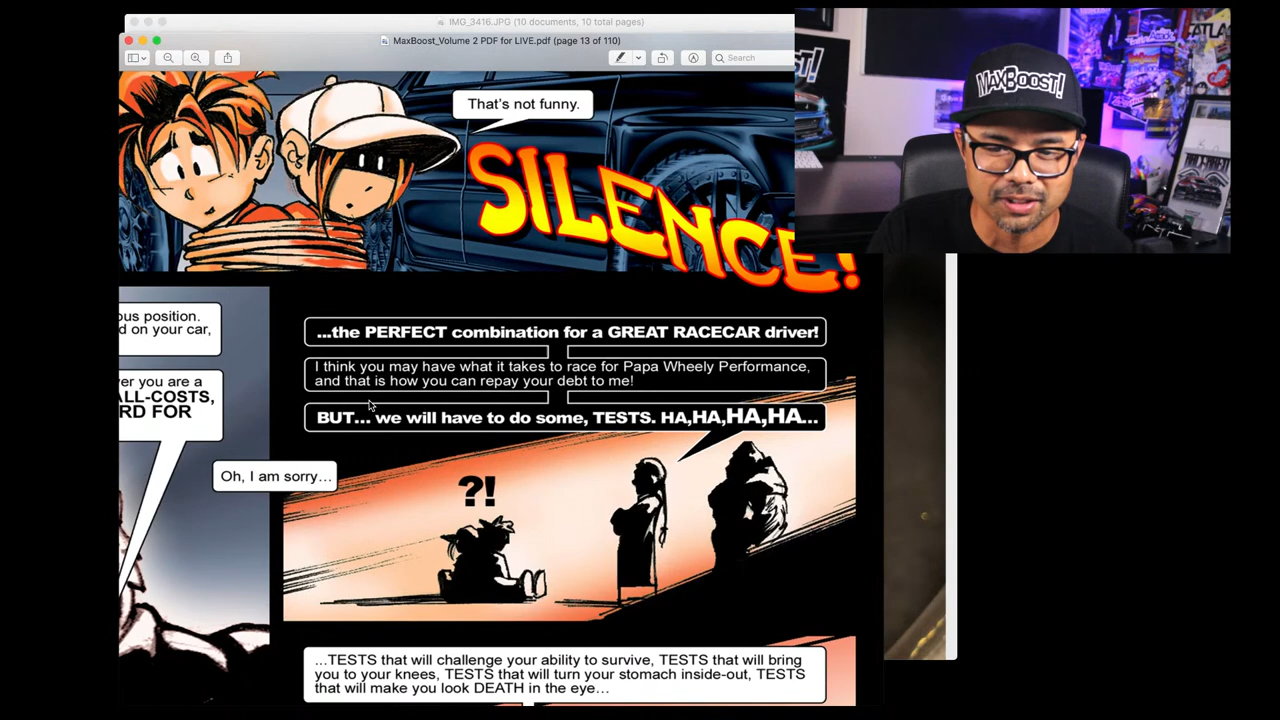 IMG_3416.JPG (10 documents, 10 total pages)
MaxBoost_Volume 2 PDF for LIVE.pdf (page 13 of 110)
Search
MAXBOOST!
That's not funny.
SILENCE!
ous position.
d on your car,
ver you are a
ALL-COSTS,
RD FOR
...the PERFECT combination for a GREAT RACECAR driver!
I think you may have what it takes to race for Papa Wheely Performance,
and that is how you can repay your debt to me!
BUT... we will have to do some, TESTS. HA,HA,HA,HA...
Oh, I am sorry...
?!
...TESTS that will challenge your ability to survive, TESTS that will bring
you to your knees, TESTS that will turn your stomach inside-out, TESTS
that will make you look DEATH in the eye...